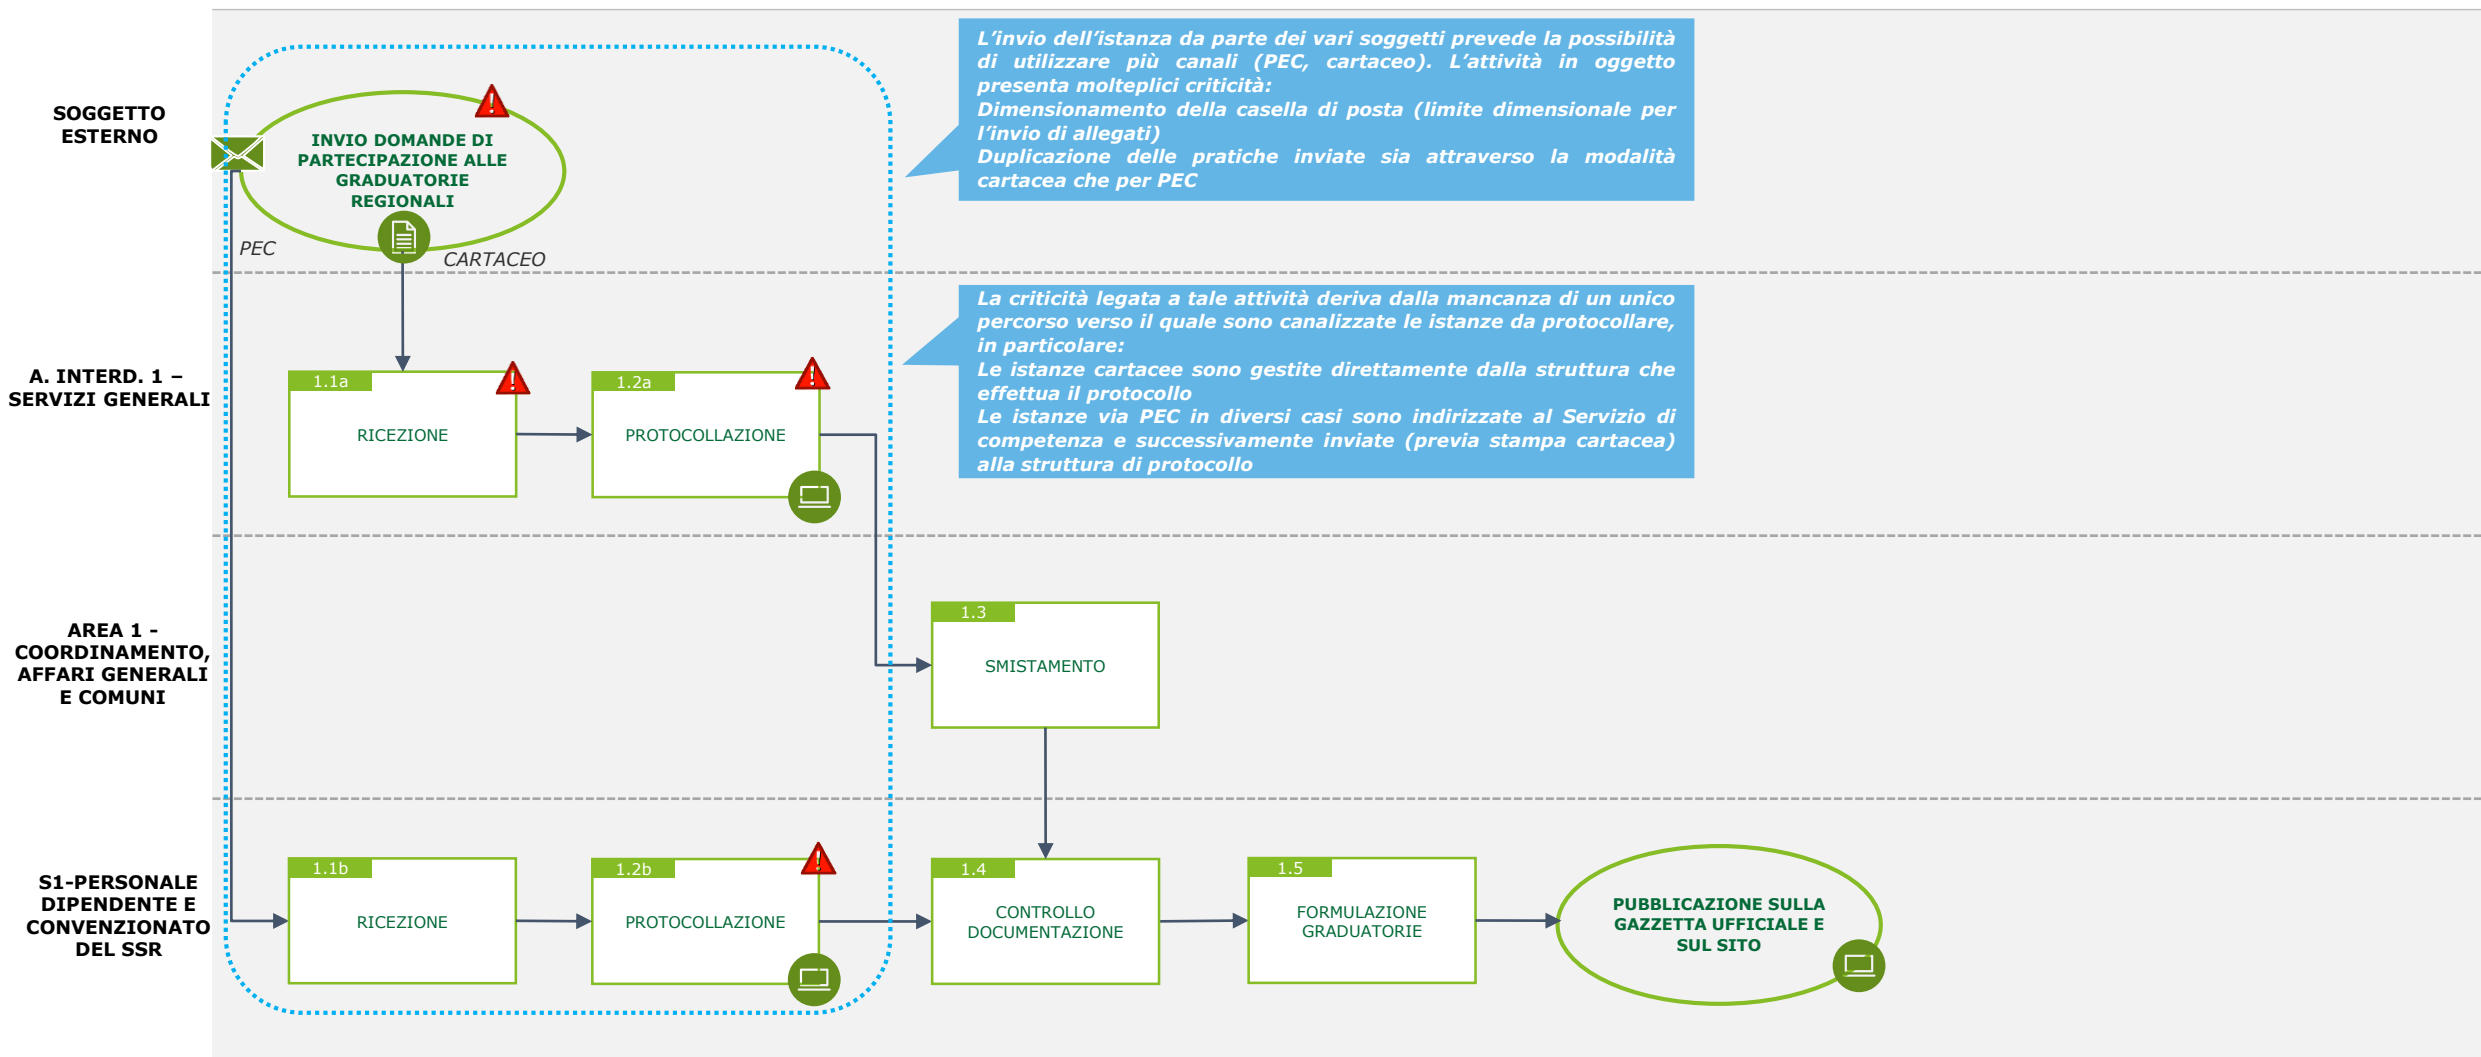 SOGGETTO
ESTERNO
INVIO DOMANDE DI
PARTECIPAZIONE ALLE
GRADUATORIE
REGIONALI
PEC
CARTACEO
L’invio dell’istanza da parte dei vari soggetti prevede la possibilità
di utilizzare più canali (PEC, cartaceo). L’attività in oggetto
presenta molteplici criticità:
Dimensionamento della casella di posta (limite dimensionale per
l’invio di allegati)
Duplicazione delle pratiche inviate sia attraverso la modalità
cartacea che per PEC
A. INTERD. 1 –
SERVIZI GENERALI
1.1a
RICEZIONE
1.2a
PROTOCOLLAZIONE
La criticità legata a tale attività deriva dalla mancanza di un unico
percorso verso il quale sono canalizzate le istanze da protocollare,
in particolare:
Le istanze cartacee sono gestite direttamente dalla struttura che
effettua il protocollo
Le istanze via PEC in diversi casi sono indirizzate al Servizio di
competenza e successivamente inviate (previa stampa cartacea)
alla struttura di protocollo
AREA 1 -
COORDINAMENTO,
AFFARI GENERALI
E COMUNI
1.3
SMISTAMENTO
S1-PERSONALE
DIPENDENTE E
CONVENZIONATO
DEL SSR
1.1b
RICEZIONE
1.2b
PROTOCOLLAZIONE
1.4
CONTROLLO
DOCUMENTAZIONE
1.5
FORMULAZIONE
GRADUATORIE
PUBBLICAZIONE SULLA
GAZZETTA UFFICIALE E
SUL SITO